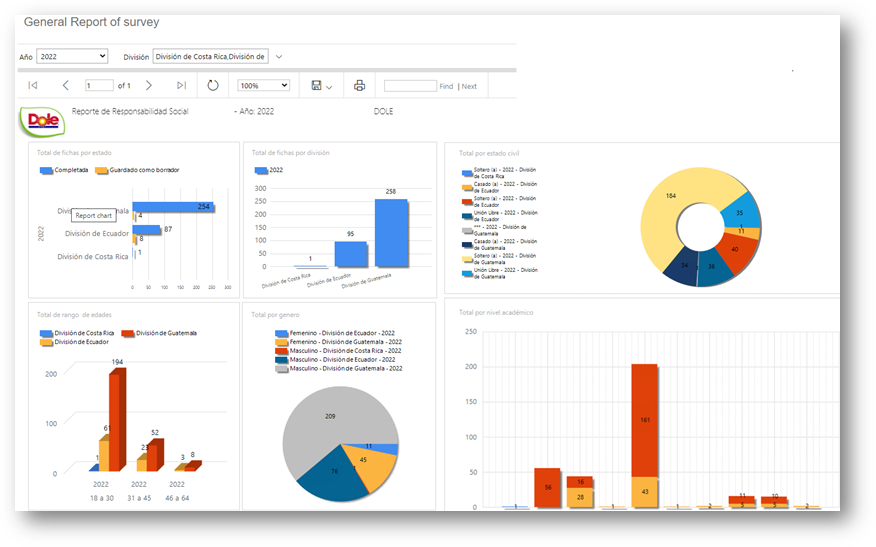 General Report of survey
Año 2022 División División de Costa Rica,División de
1 of 1 100% Find | Next
Dole
Reporte de Responsabilidad Social - Año: 2022 DOLE
Total de fichas por estado
Completada Guardado como borrador
2022
254
4
Report chart
División de Ecuador 87
8
División de Costa Rica 1
0 50 100 150 200 250 300
Total de fichas por división
2022
300
250
200
150
100
50
0
1 95 258
División de Costa Rica División de Ecuador División de Guatemala
Total por estado civil
Soltero (a) - 2022 - División
de Costa Rica
Casado (a) - 2022 - División
de Ecuador
Soltero (a) - 2022 - División
de Ecuador
Unión Libre - 2022 - División
de Ecuador
*** - 2022 - División de
Guatemala
Casado (a) - 2022 - División
de Guatemala
Soltero (a) - 2022 - División
de Guatemala
Unión Libre - 2022 - División
de Guatemala
184
35
11
40
38
34
Total de rango de edades
División de Costa Rica División de Guatemala
División de Ecuador
200
100
0
1 61 194
23 52
3 8
2022 2022 2022
18 a 30 31 a 45 46 a 64
Total por genero
Femenino - División de Ecuador - 2022
Femenino - División de Guatemala - 2022
Masculino - División de Costa Rica - 2022
Masculino - División de Ecuador - 2022
Masculino - División de Guatemala - 2022
209
11
45
1
76
Total por nivel académico
250
200
150
100
50
0
1 56 16 28 1 161 43 1 2 11 5 10 5 2